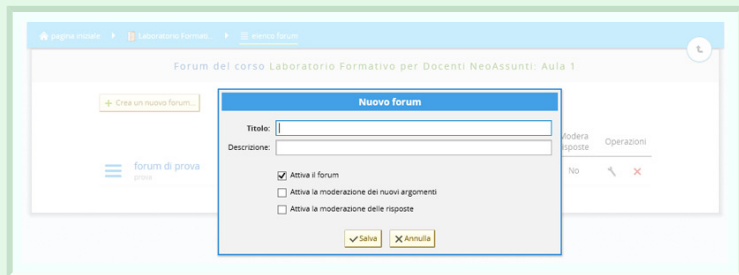 pagina iniziale Laboratorio Formati... elenco forum
Forum del corso Laboratorio Formativo per Docenti NeoAssunti: Aula 1
+ Crea un nuovo forum...
Nuovo forum
Titolo:
Descrizione:
Attiva il forum
Attiva la moderazione dei nuovi argomenti
Attiva la moderazione delle risposte
Salva Annulla
Modera
risposte
Operazioni
forum di prova
prova
No